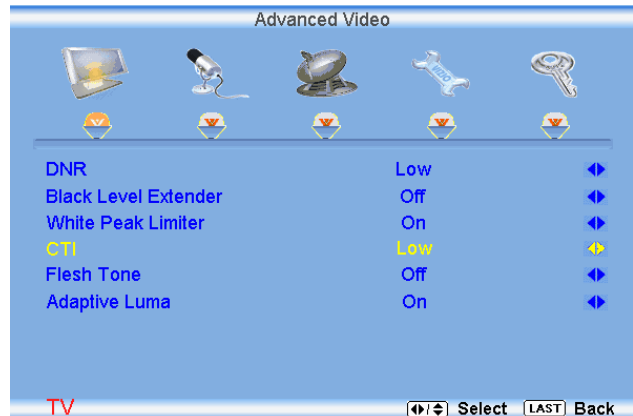 Advanced Video
DNR Low
Black Level Extender Off
White Peak Limiter On
CTI Low
Flesh Tone Off
Adaptive Luma On
TV Select LAST Back